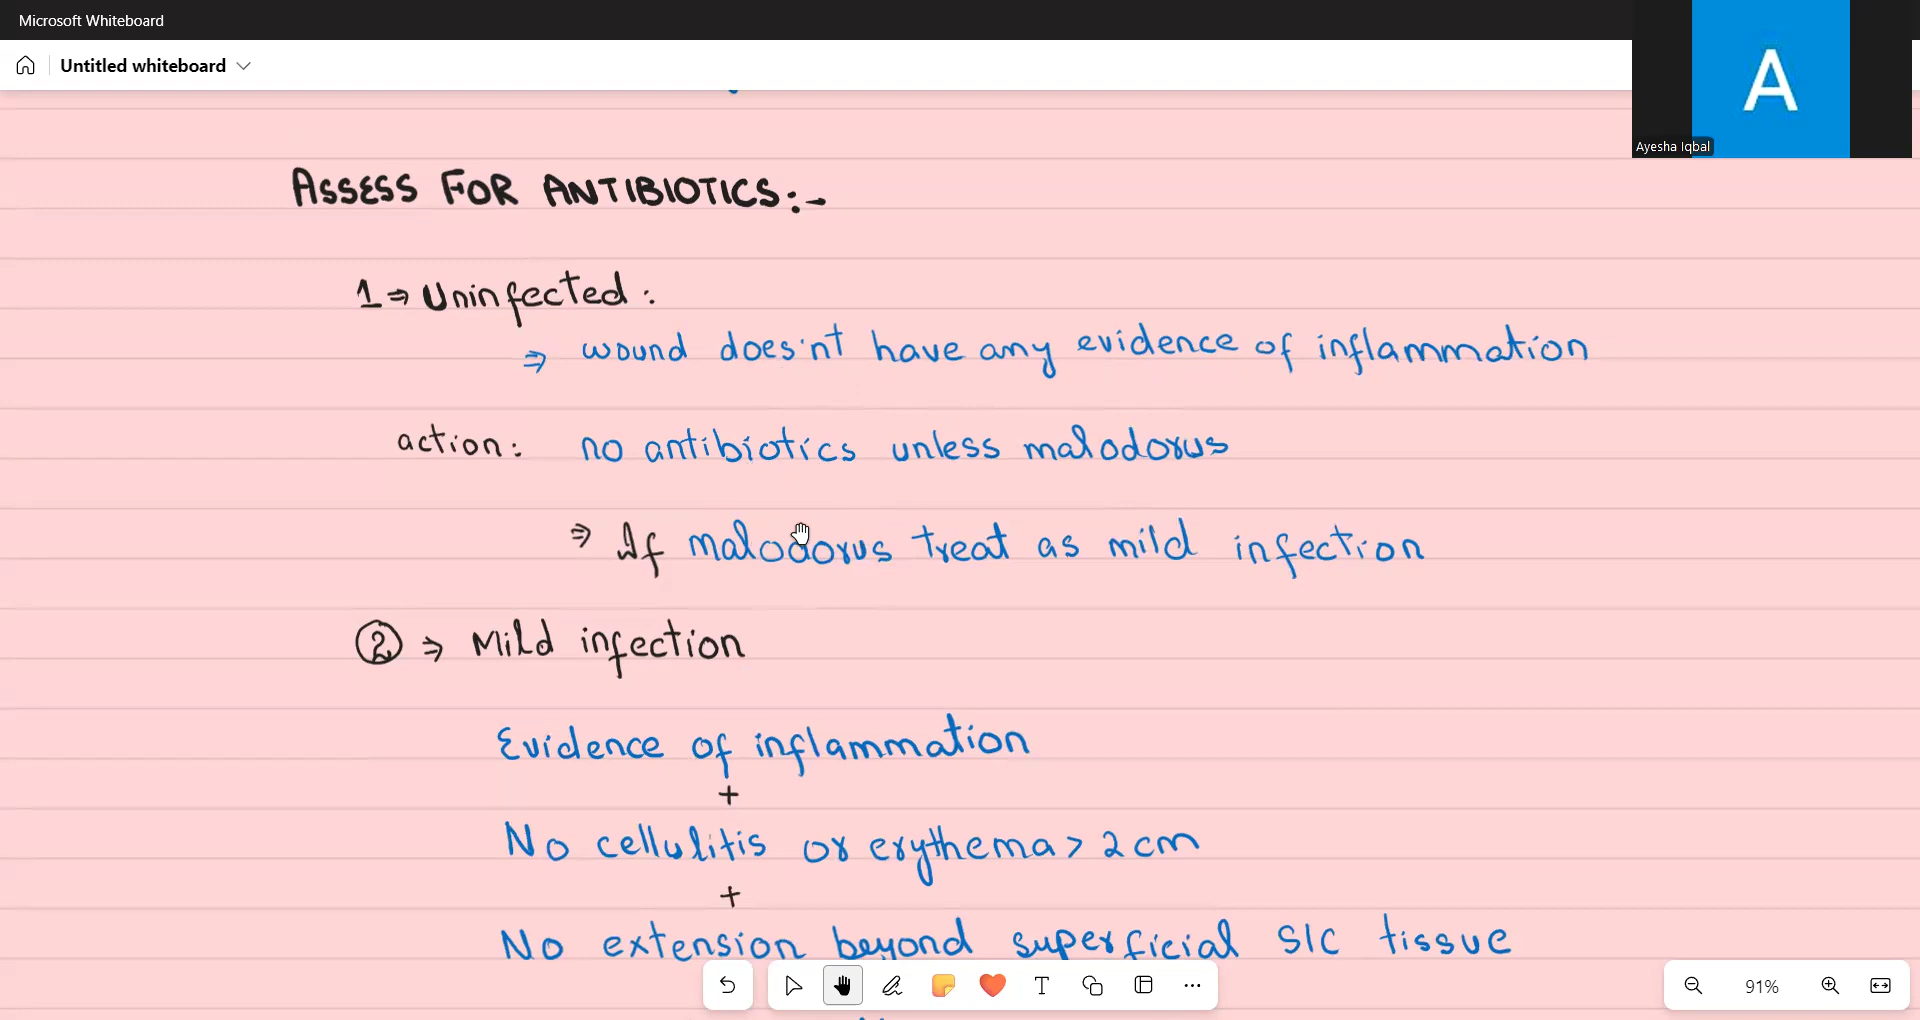 Microsoft Whiteboard
Untitled whiteboard
A
Ayesha Iqbal
ASSESS FOR ANTIBIOTICS:-
1 ⇒ Uninfected :
⇒ wound does'nt have any evidence of inflammation
action: no antibiotics unless malodorus
⇒ If malodorus treat as mild infection
② ⇒ Mild infection
Evidence of inflammation
+
No cellulitis or erythema > 2 cm
+
No extension beyond superficial S/C tissue
91%